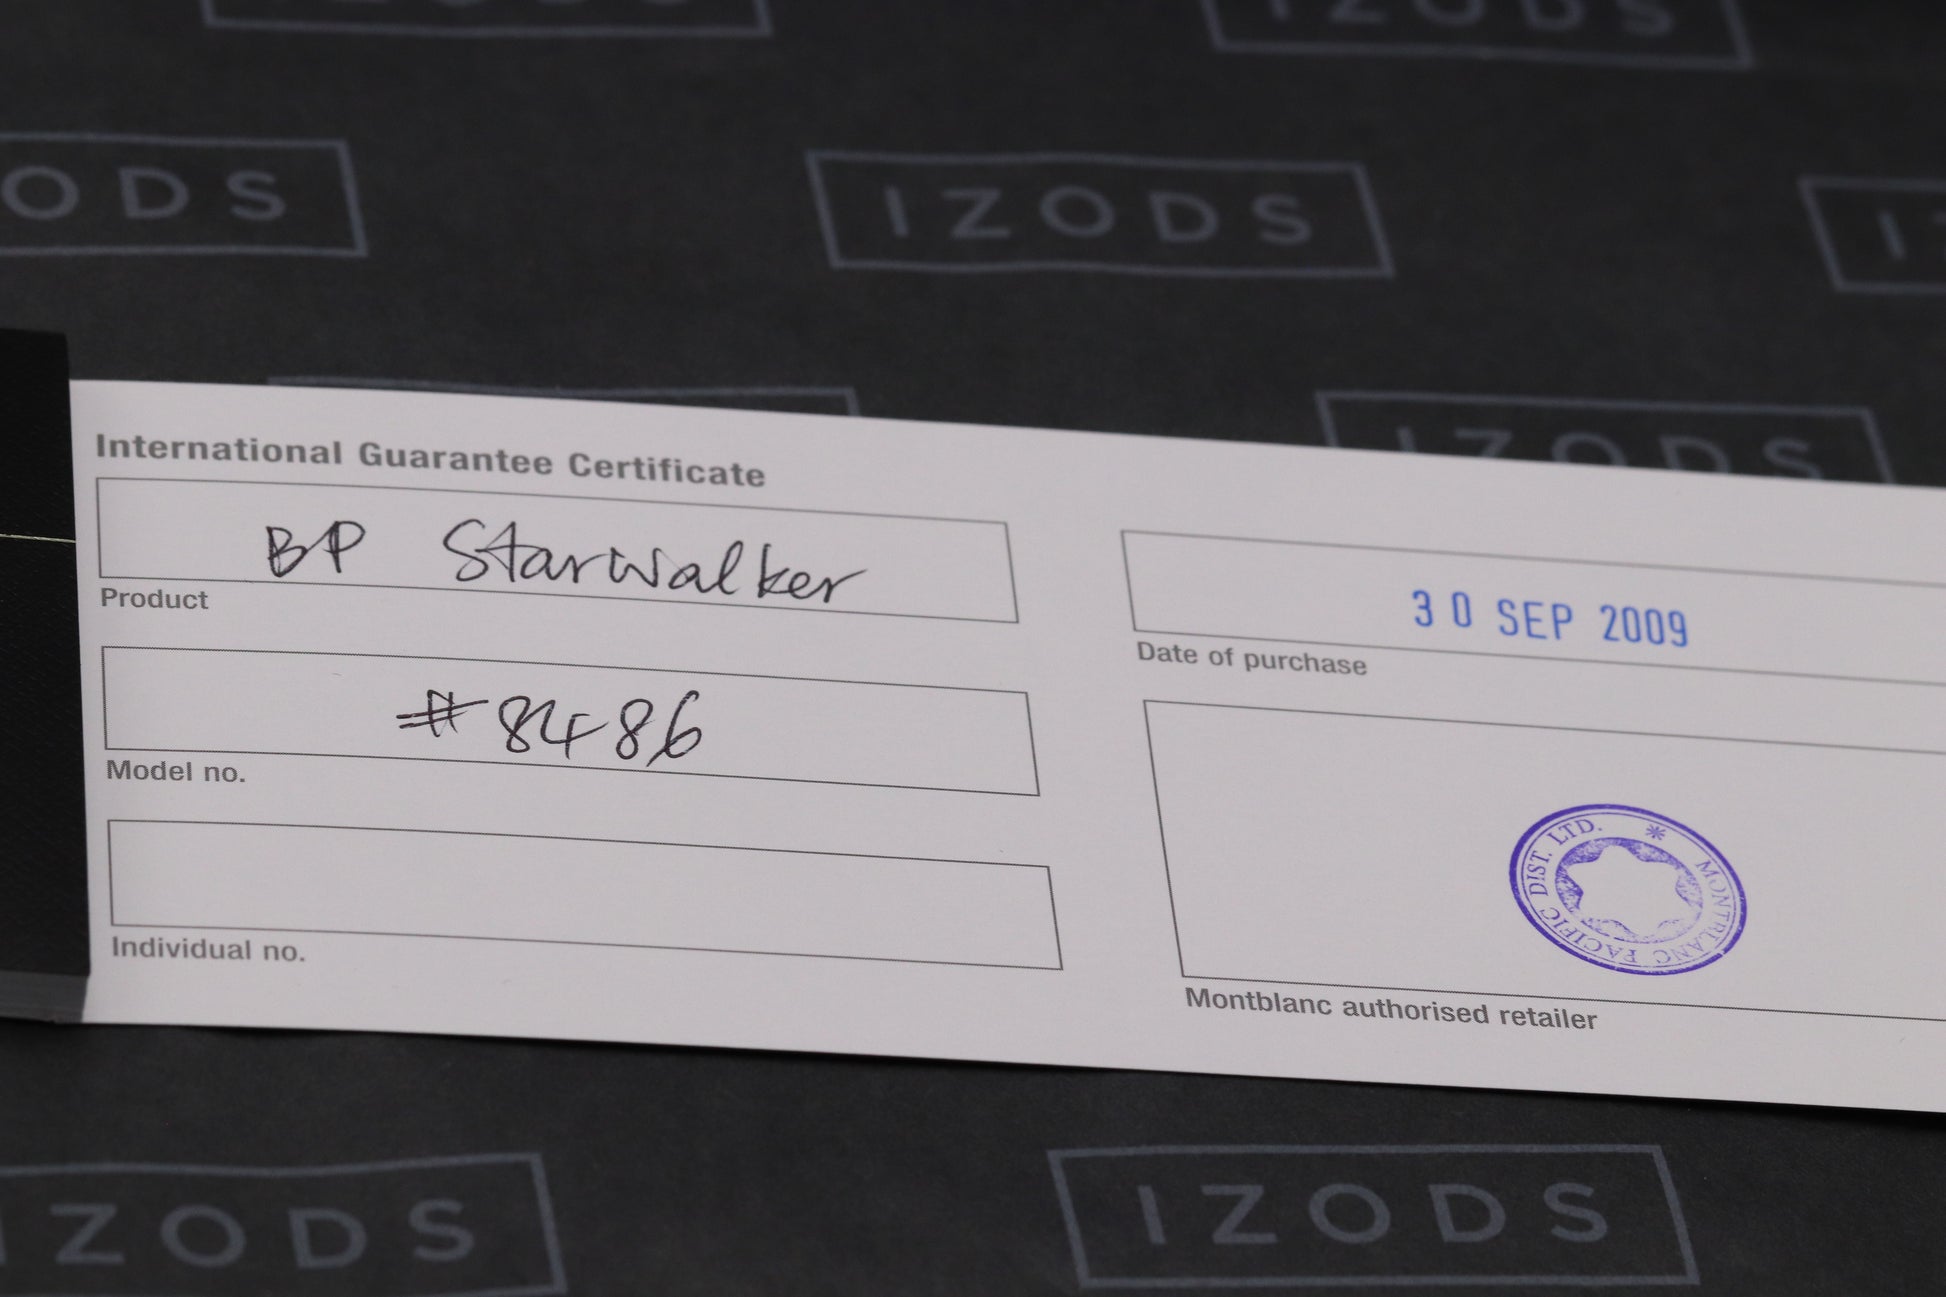 IZODS
ODS
IZODS
I
IZODS
International Guarantee Certificate
BP Starwalker
Product
#8486
Model no.
Individual no.
30 SEP 2009
Date of purchase
MONTBLANC PACIFIC DIST. LTD. *
Montblanc authorised retailer
IZODS
IZODS